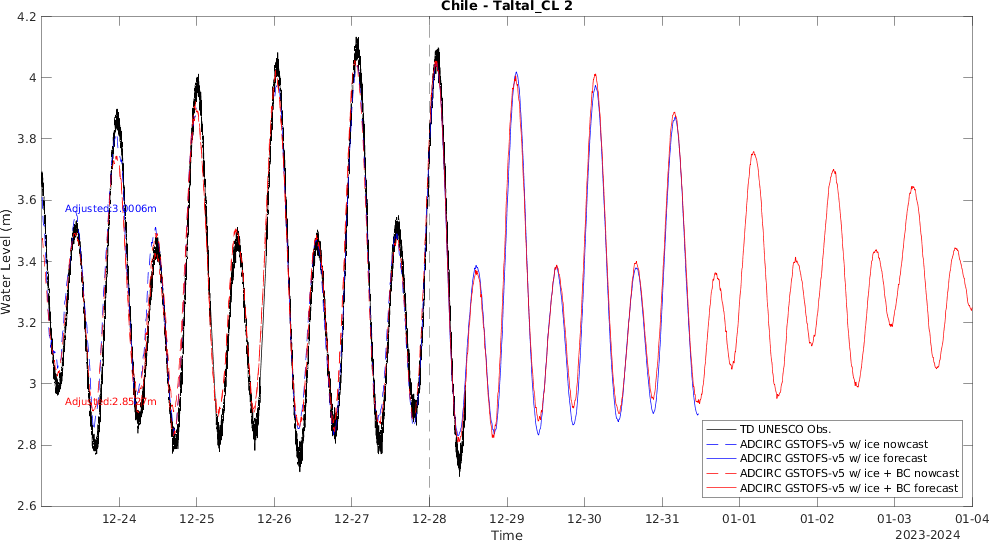 Chile - Taltal_CL 2
4.2
4
3.8
3.6
3.4
3.2
3
2.8
2.6
Water Level (m)
Adjusted:3.0006m
TD UNESCO Obs.
ADCIRC GSTOFS-v5 w/ ice nowcast
ADCIRC GSTOFS-v5 w/ ice forecast
ADCIRC GSTOFS-v5 w/ ice + BC nowcast
ADCIRC GSTOFS-v5 w/ ice + BC forecast
12-24 12-25 12-26 12-27 12-28 12-29 12-30 12-31 01-01 01-02 01-03 01-04
Time
2023-2024